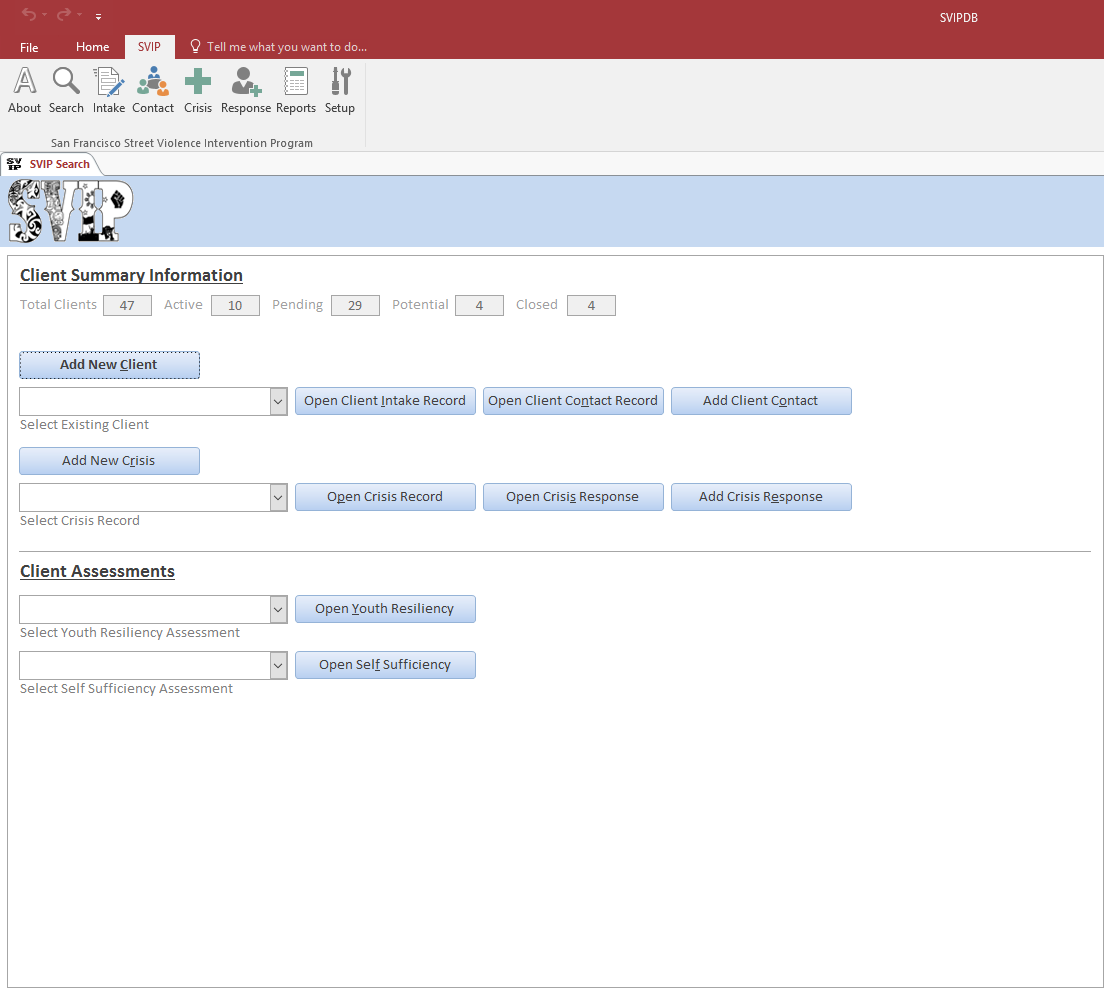 SVIPDB
File Home SVIP Tell me what you want to do...
About Search Intake Contact Crisis Response Reports Setup
San Francisco Street Violence Intervention Program
SV IP SVIP Search
SVIP
Client Summary Information
Total Clients 47 Active 10 Pending 29 Potential 4 Closed 4
Add New Client
Open Client Intake Record Open Client Contact Record Add Client Contact
Select Existing Client
Add New Crisis
Open Crisis Record Open Crisis Response Add Crisis Response
Select Crisis Record
Client Assessments
Open Youth Resiliency
Select Youth Resiliency Assessment
Open Self Sufficiency
Select Self Sufficiency Assessment